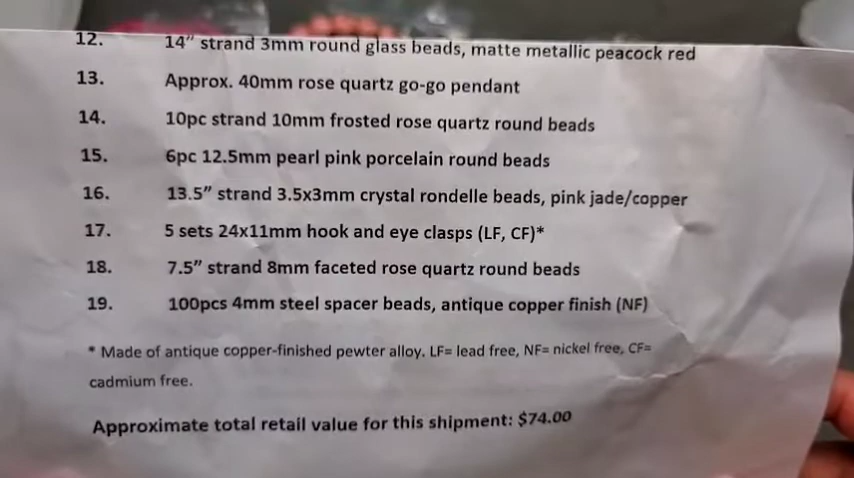 12. 14" strand 3mm round glass beads, matte metallic peacock red
13. Approx. 40mm rose quartz go-go pendant
14. 10pc strand 10mm frosted rose quartz round beads
15. 6pc 12.5mm pearl pink porcelain round beads
16. 13.5" strand 3.5x3mm crystal rondelle beads, pink jade/copper
17. 5 sets 24x11mm hook and eye clasps (LF, CF)*
18. 7.5" strand 8mm faceted rose quartz round beads
19. 100pcs 4mm steel spacer beads, antique copper finish (NF)
* Made of antique copper-finished pewter alloy. LF= lead free, NF= nickel free, CF=
cadmium free.
Approximate total retail value for this shipment: $74.00